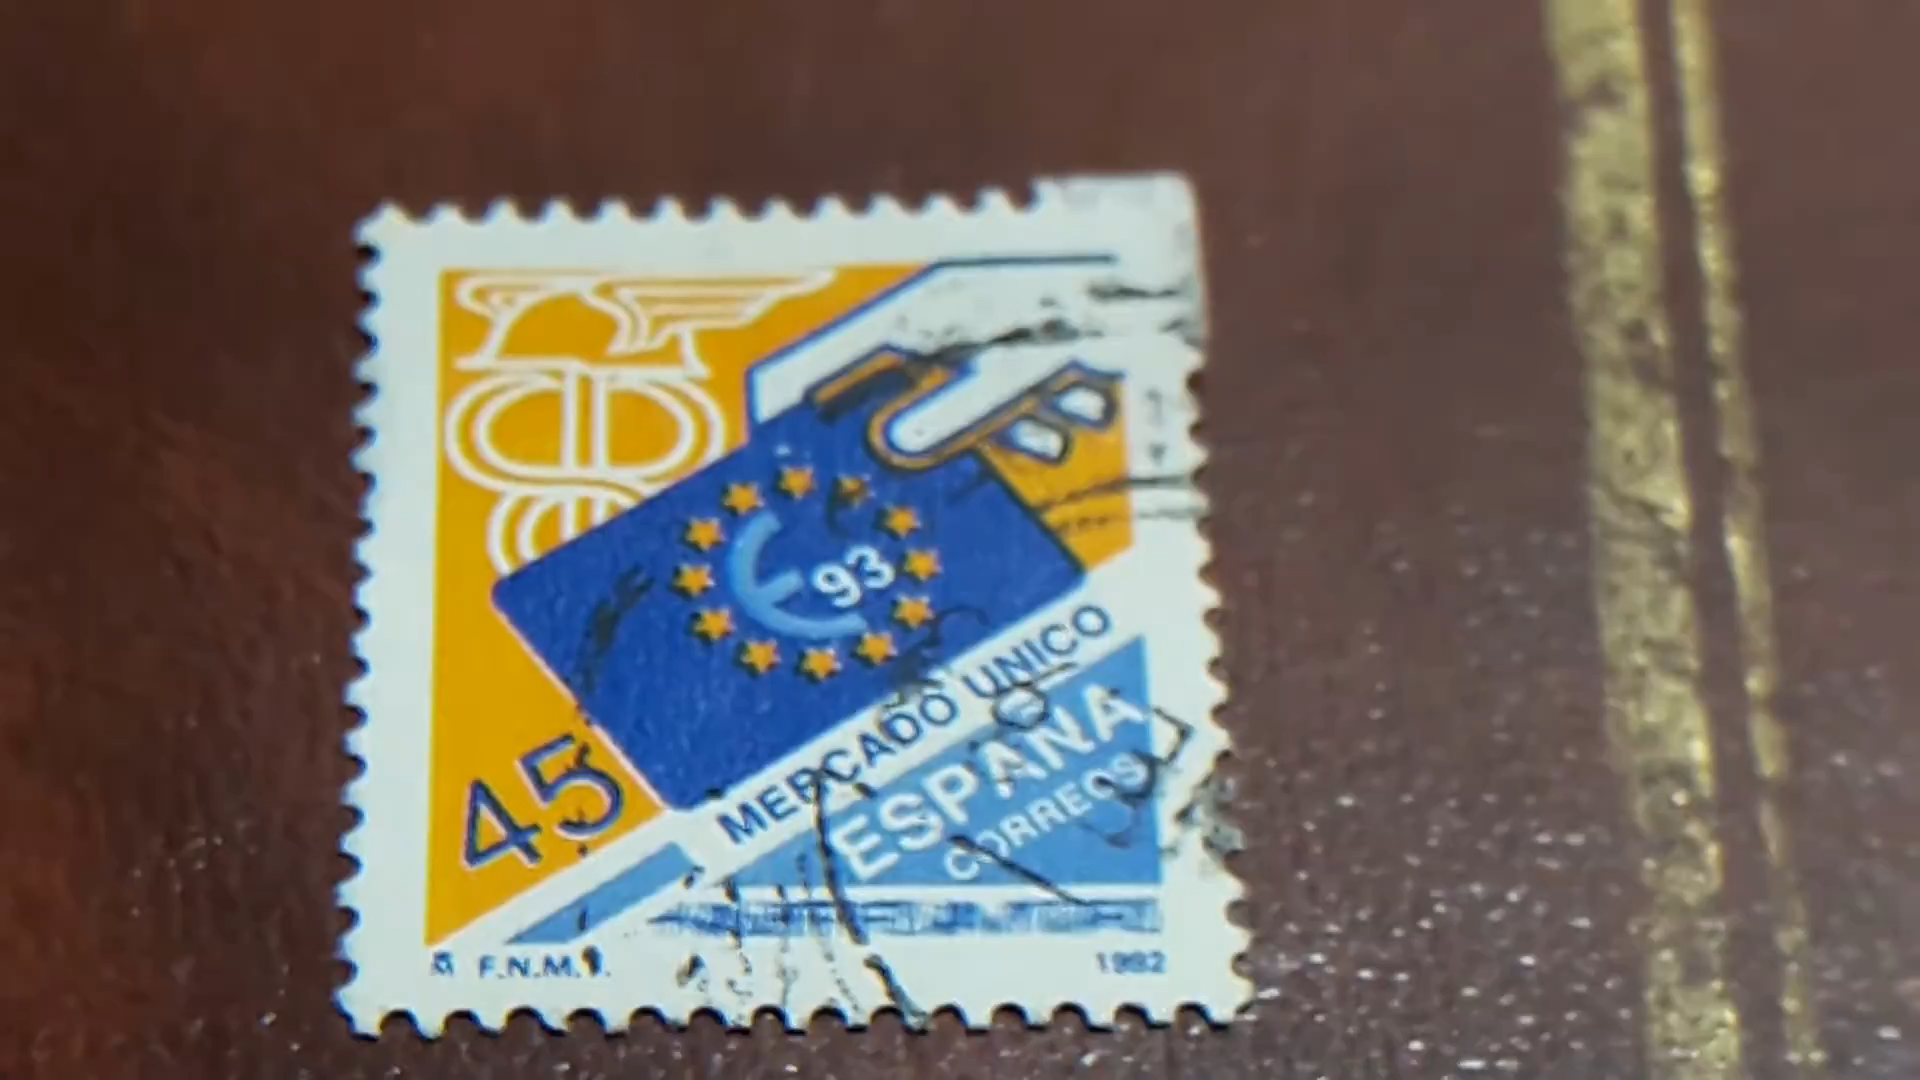 Є 93
45
MERCADO UNICO
ESPAÑA
CORREOS
F.N.M.T.
1992